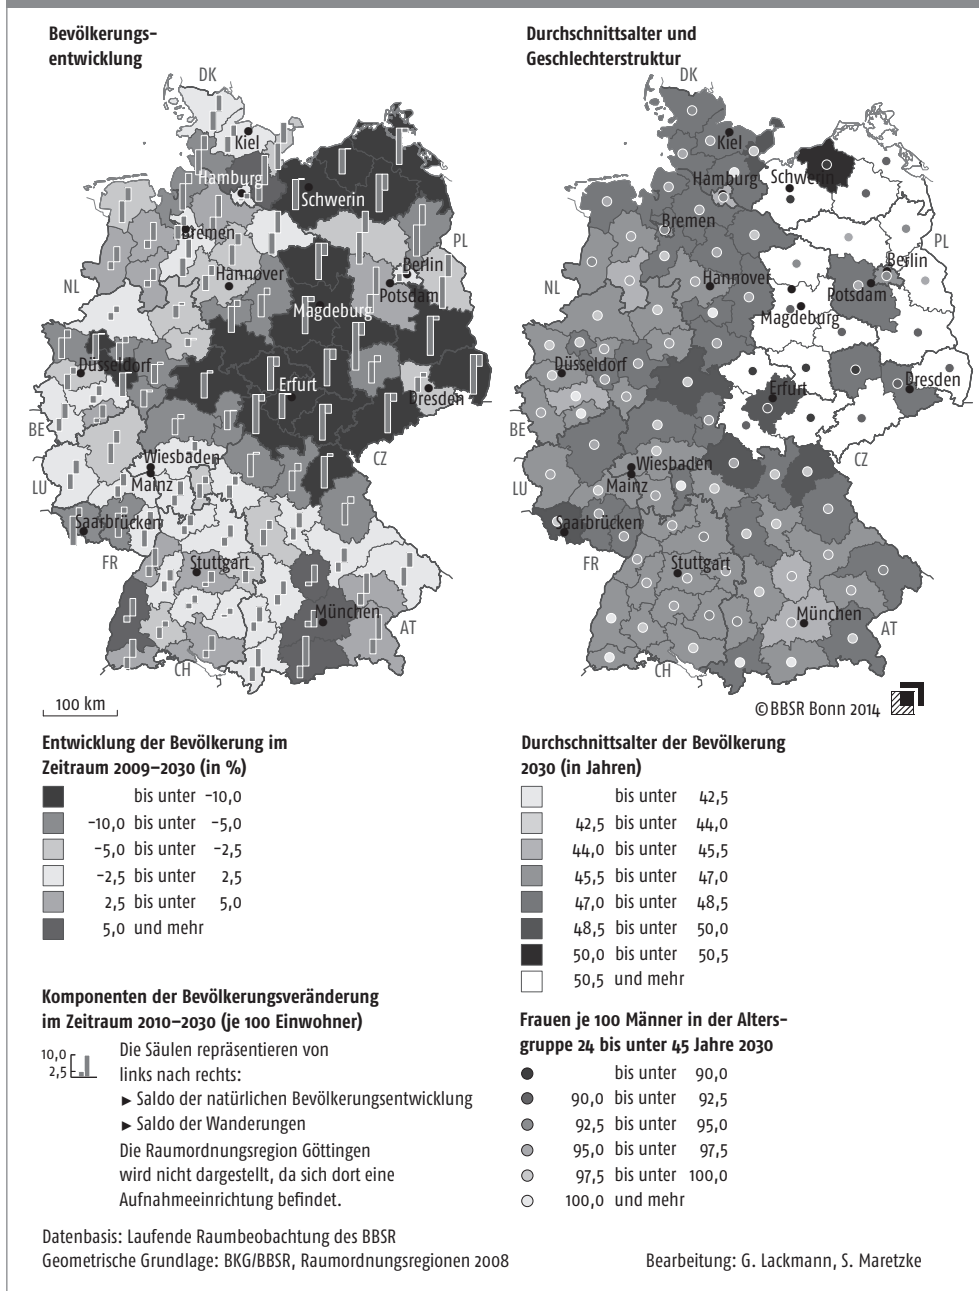 Bevölkerungs-
entwicklung
DK
Kiel
Hamburg
Schwerin
Bremen
PL
Berlin
Hannover
NL
Potsdam
Magdeburg
Düsseldorf
Erfurt
Dresden
BE
Wiesbaden
CZ
LU
Mainz
Saarbrücken
FR
Stuttgart
München
AT
CH
100 km
Durchschnittsalter und
Geschlechterstruktur
DK
Kiel
Hamburg
Schwerin
Bremen
PL
Berlin
Hannover
NL
Potsdam
Magdeburg
Düsseldorf
Erfurt
Dresden
BE
Wiesbaden
CZ
LU
Mainz
Saarbrücken
FR
Stuttgart
München
AT
CH
©BBSR Bonn 2014
Entwicklung der Bevölkerung im
Zeitraum 2009–2030 (in %)
bis unter −10,0
−10,0 bis unter −5,0
−5,0 bis unter −2,5
−2,5 bis unter 2,5
2,5 bis unter 5,0
5,0 und mehr
Komponenten der Bevölkerungsveränderung
im Zeitraum 2010–2030 (je 100 Einwohner)
10,0
2,5
Die Säulen repräsentieren von
links nach rechts:
▶ Saldo der natürlichen Bevölkerungsentwicklung
▶ Saldo der Wanderungen
Die Raumordnungsregion Göttingen
wird nicht dargestellt, da sich dort eine
Aufnahmeeinrichtung befindet.
Durchschnittsalter der Bevölkerung
2030 (in Jahren)
bis unter 42,5
42,5 bis unter 44,0
44,0 bis unter 45,5
45,5 bis unter 47,0
47,0 bis unter 48,5
48,5 bis unter 50,0
50,0 bis unter 50,5
50,5 und mehr
Frauen je 100 Männer in der Alters-
gruppe 24 bis unter 45 Jahre 2030
bis unter 90,0
90,0 bis unter 92,5
92,5 bis unter 95,0
95,0 bis unter 97,5
97,5 bis unter 100,0
100,0 und mehr
Datenbasis: Laufende Raumbeobachtung des BBSR
Geometrische Grundlage: BKG/BBSR, Raumordnungsregionen 2008
Bearbeitung: G. Lackmann, S. Maretzke